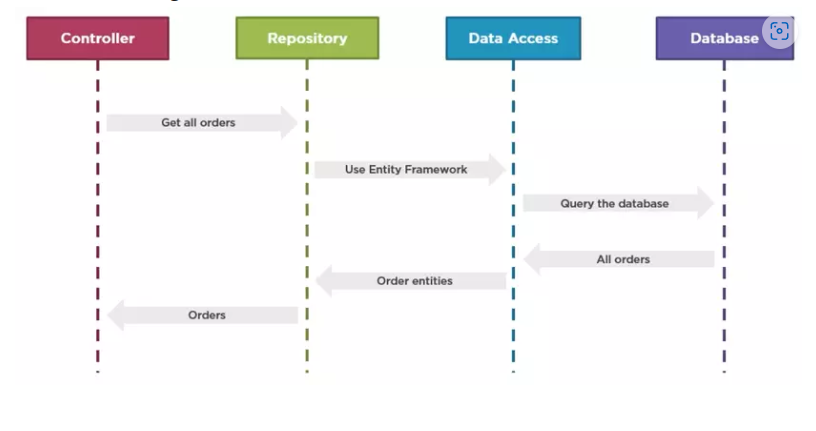 Controller
Repository
Data Access
Database
Get all orders
Use Entity Framework
Query the database
All orders
Order entities
Orders